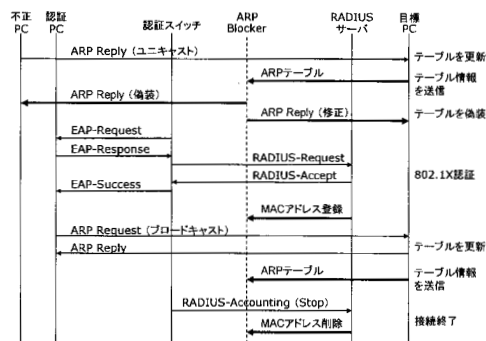 不正 認証 認証スイッチ ARP RADIUS 目標
PC PC Blocker サーバ PC
ARP Reply (ユニキャスト) テーブルを更新
ARPテーブル テーブル情報
を送信
ARP Reply (偽装)
ARP Reply (修正) テーブルを偽装
EAP-Request
EAP-Response
RADIUS-Request
RADIUS-Accept 802.1X認証
EAP-Success
MACアドレス登録
ARP Request (ブロードキャスト)
ARP Reply テーブルを更新
ARPテーブル テーブル情報
を送信
RADIUS-Accounting (Stop)
接続終了
MACアドレス削除